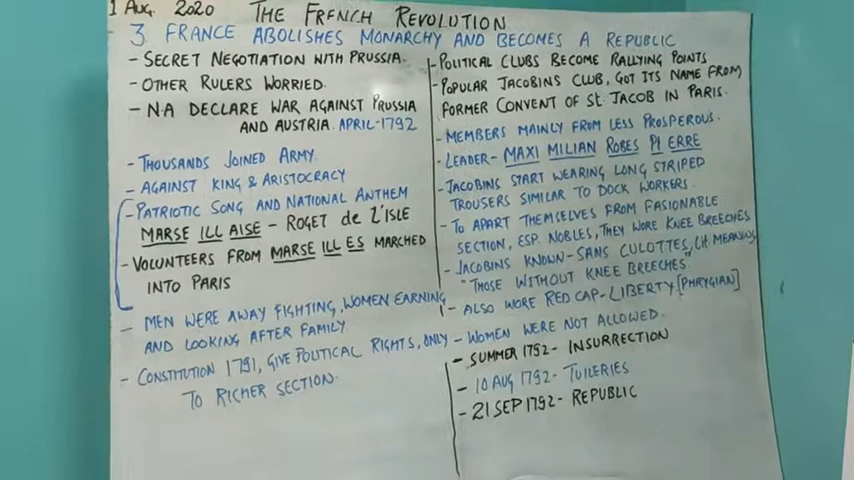 1 Aug. 2020 THE FRENCH REVOLUTION
3 FRANCE ABOLISHES MONARCHY AND BECOMES A REPUBLIC
- SECRET NEGOTIATION WITH PRUSSIA.
- OTHER RULERS WORRIED.
- N.A DECLARE WAR AGAINST PRUSSIA
AND AUSTRIA. APRIL-1792
- THOUSANDS JOINED ARMY.
- AGAINST KING & ARISTOCRACY
- PATRIOTIC SONG AND NATIONAL ANTHEM
MARSE ILL AISE - ROGET de L'ISLE
- VOLUNTEERS FROM MARSE ILL ES MARCHED
INTO PARIS
- MEN WERE AWAY FIGHTING, WOMEN EARNING
AND LOOKING AFTER FAMILY.
- CONSTITUTION 1791, GIVE POLITICAL RIGHTS, ONLY
TO RICHER SECTION.
- POLITICAL CLUBS BECOME RALLYING POINTS
- POPULAR JACOBINS CLUB, GOT ITS NAME FROM
FORMER CONVENT OF ST. JACOB IN PARIS.
- MEMBERS MAINLY FROM LESS PROSPEROUS.
- LEADER- MAXI MILIAN ROBES PI ERRE
- JACOBINS START WEARING LONG STRIPED
TROUSERS SIMILAR TO DOCK WORKERS.
- TO APART THEMSELVES FROM FASIONABLE
SECTION, ESP. NOBLES, THEY WORE KNEE BREECHES
- JACOBINS KNOWN-SANS CULOTTES, Lit. MEANING
"THOSE WITHOUT KNEE BREECHES"
- ALSO WORE RED CAP-LIBERTY [PHRYGIAN]
- WOMEN WERE NOT ALLOWED.
- SUMMER 1792- INSURRECTION
- 10 AUG 1792- TUILERIES
- 21 SEP 1792- REPUBLIC